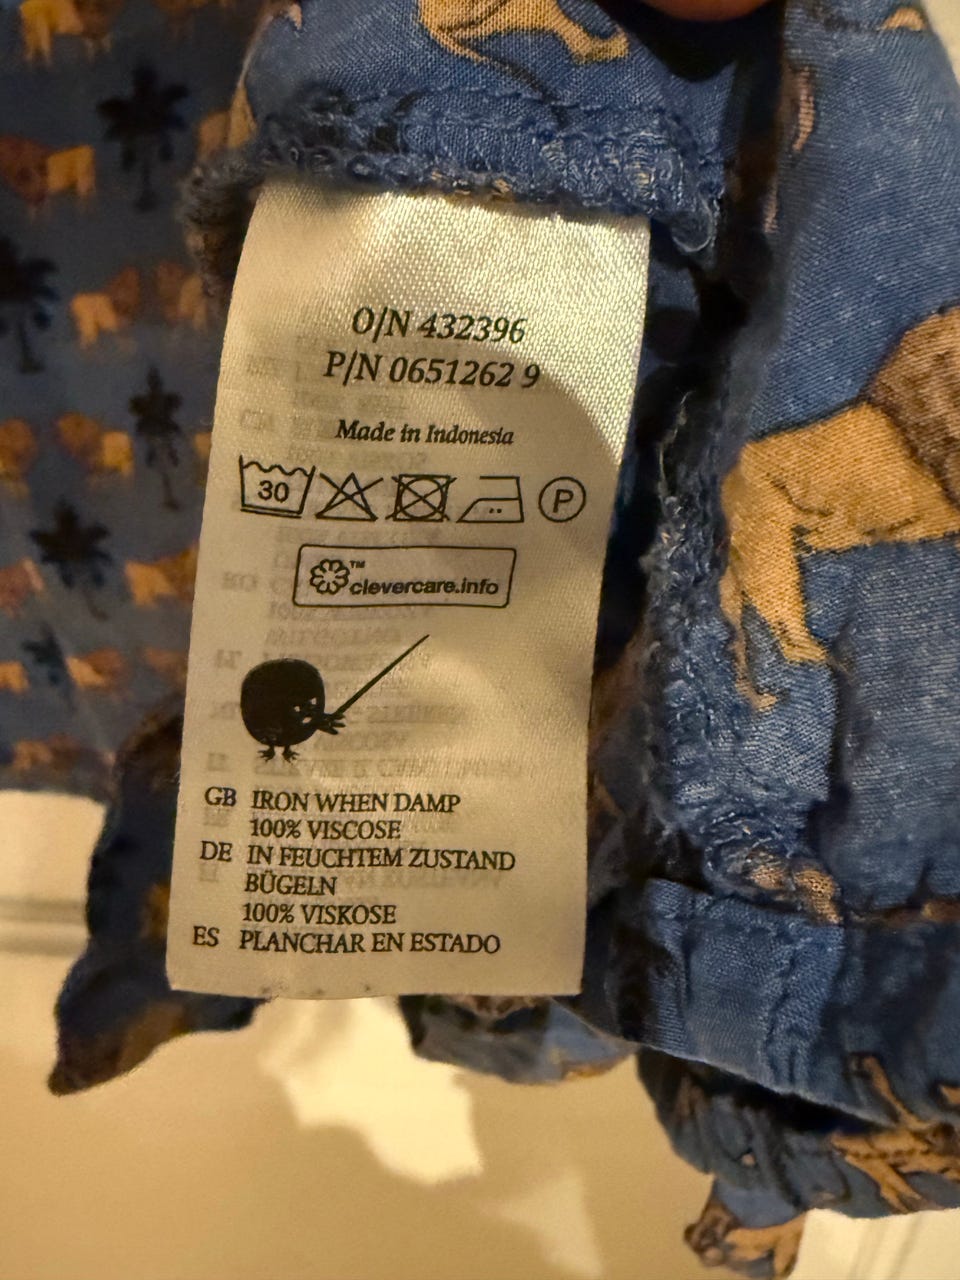 O/N 432396
P/N 0651262 9
Made in Indonesia
30 P
™ clevercare.info
GB IRON WHEN DAMP
100% VISCOSE
DE IN FEUCHTEM ZUSTAND
BÜGELN
100% VISKOSE
ES PLANCHAR EN ESTADO